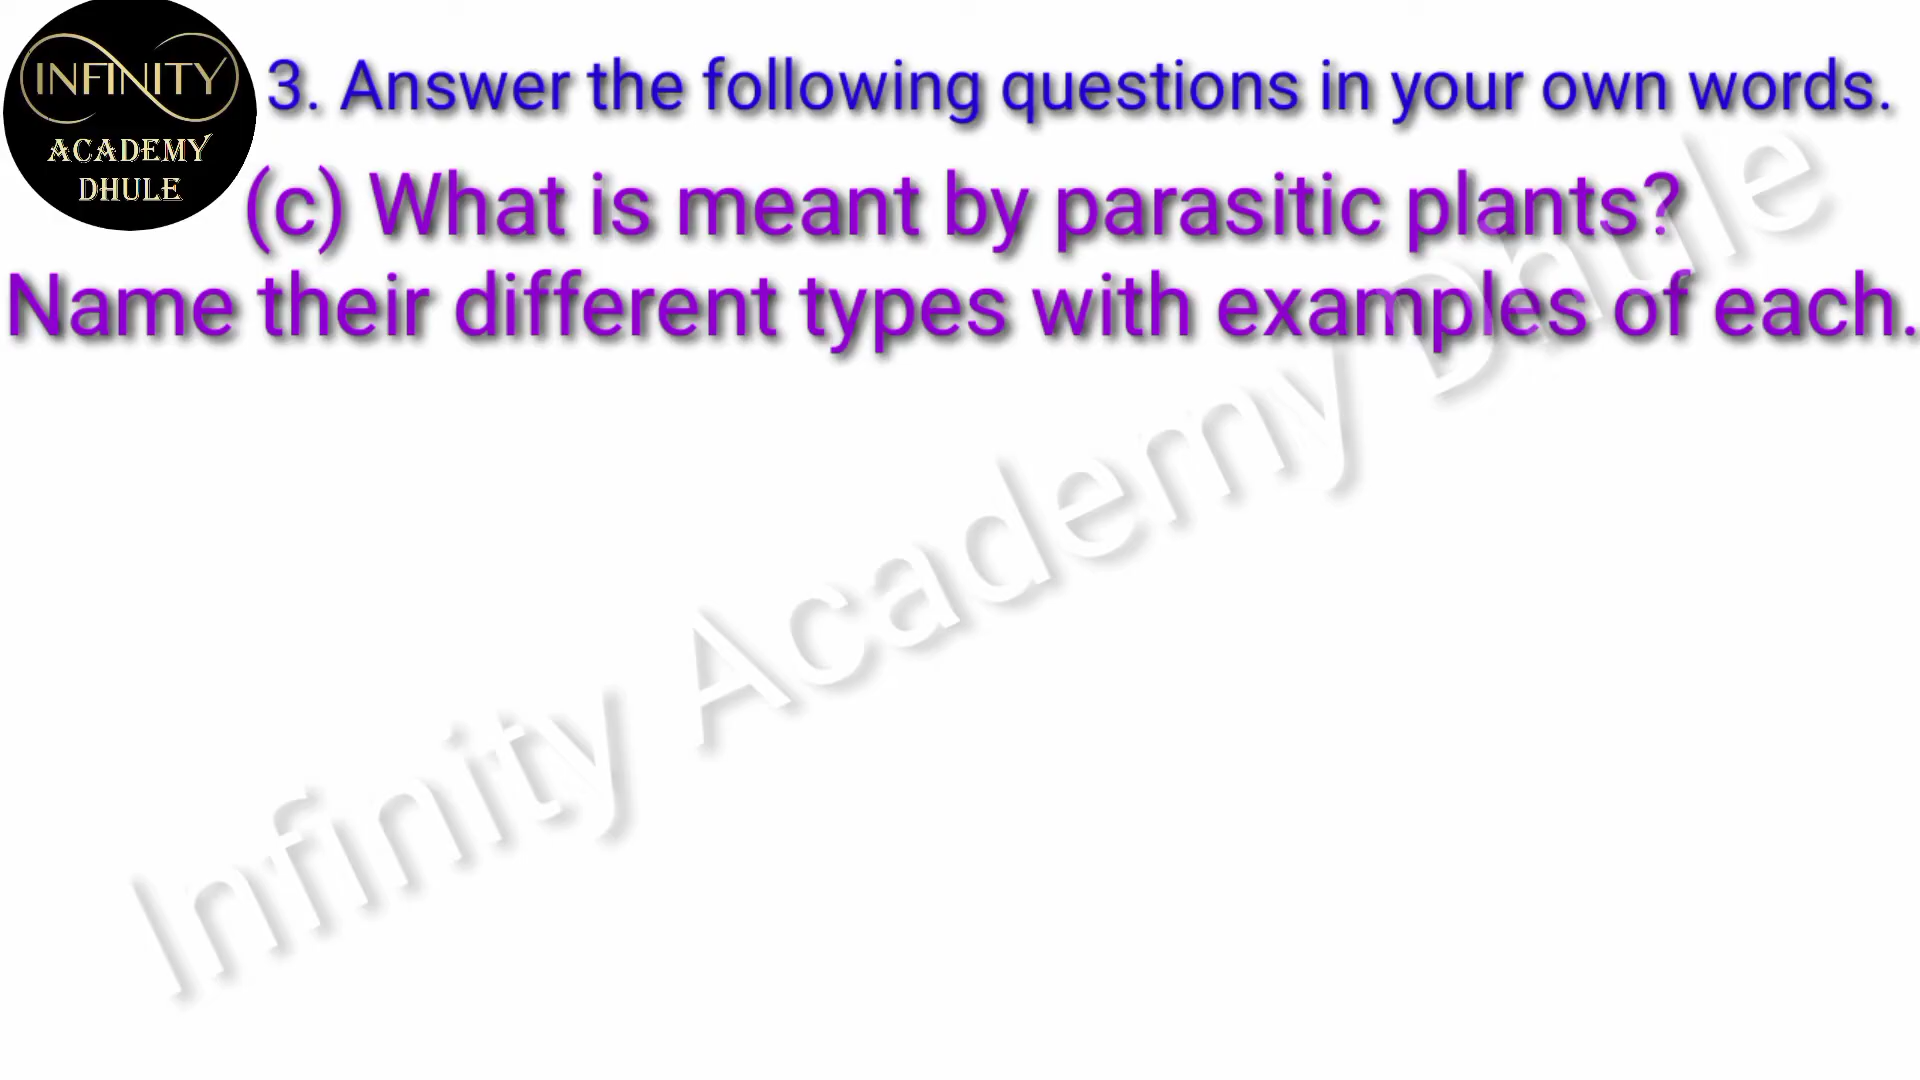 INFINITY
ACADEMY
DHULE
3. Answer the following questions in your own words.
(c) What is meant by parasitic plants?
Name their different types with examples of each.
Infinity Academy Dhule